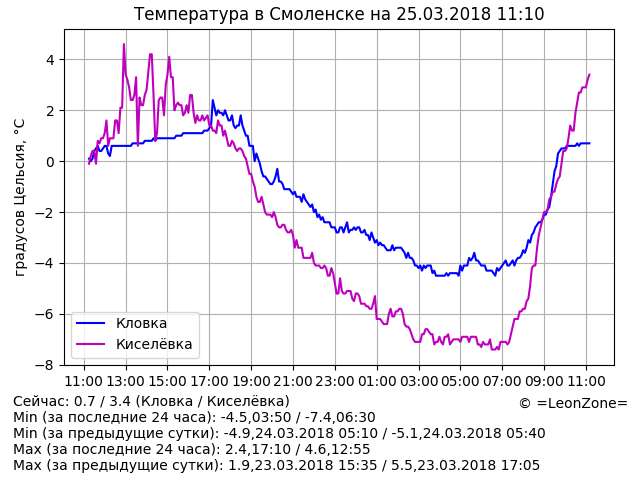 Температура в Смоленске на 25.03.2018 11:10
градусов Цельсия, °C
4
2
0
−2
−4
−6
−8
Кловка
Киселёвка
11:00 13:00 15:00 17:00 19:00 21:00 23:00 01:00 03:00 05:00 07:00 09:00 11:00
Сейчас: 0.7 / 3.4 (Кловка / Киселёвка)
© =LeonZone=
Min (за последние 24 часа): -4.5,03:50 / -7.4,06:30
Min (за предыдущие сутки): -4.9,24.03.2018 05:10 / -5.1,24.03.2018 05:40
Max (за последние 24 часа): 2.4,17:10 / 4.6,12:55
Max (за предыдущие сутки): 1.9,23.03.2018 15:35 / 5.5,23.03.2018 17:05